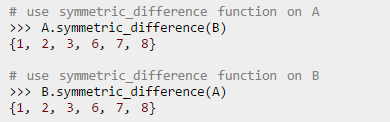 # use symmetric_difference function on A
>>> A.symmetric_difference(B)
{1, 2, 3, 6, 7, 8}
# use symmetric_difference function on B
>>> B.symmetric_difference(A)
{1, 2, 3, 6, 7, 8}